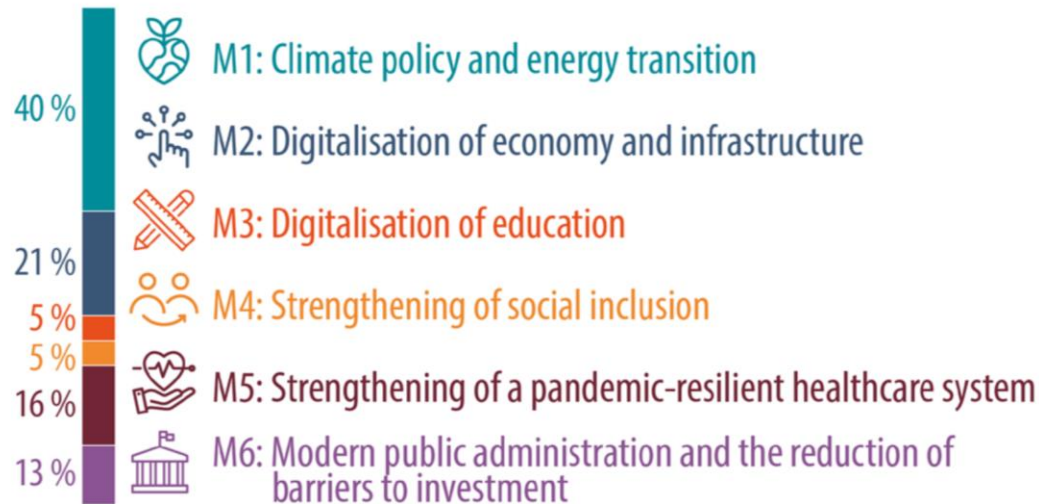 M1: Climate policy and energy transition
40 %
M2: Digitalisation of economy and infrastructure
M3: Digitalisation of education
21 %
M4: Strengthening of social inclusion
5 %
5 %
M5: Strengthening of a pandemic-resilient healthcare system
16 %
M6: Modern public administration and the reduction of
barriers to investment
13 %